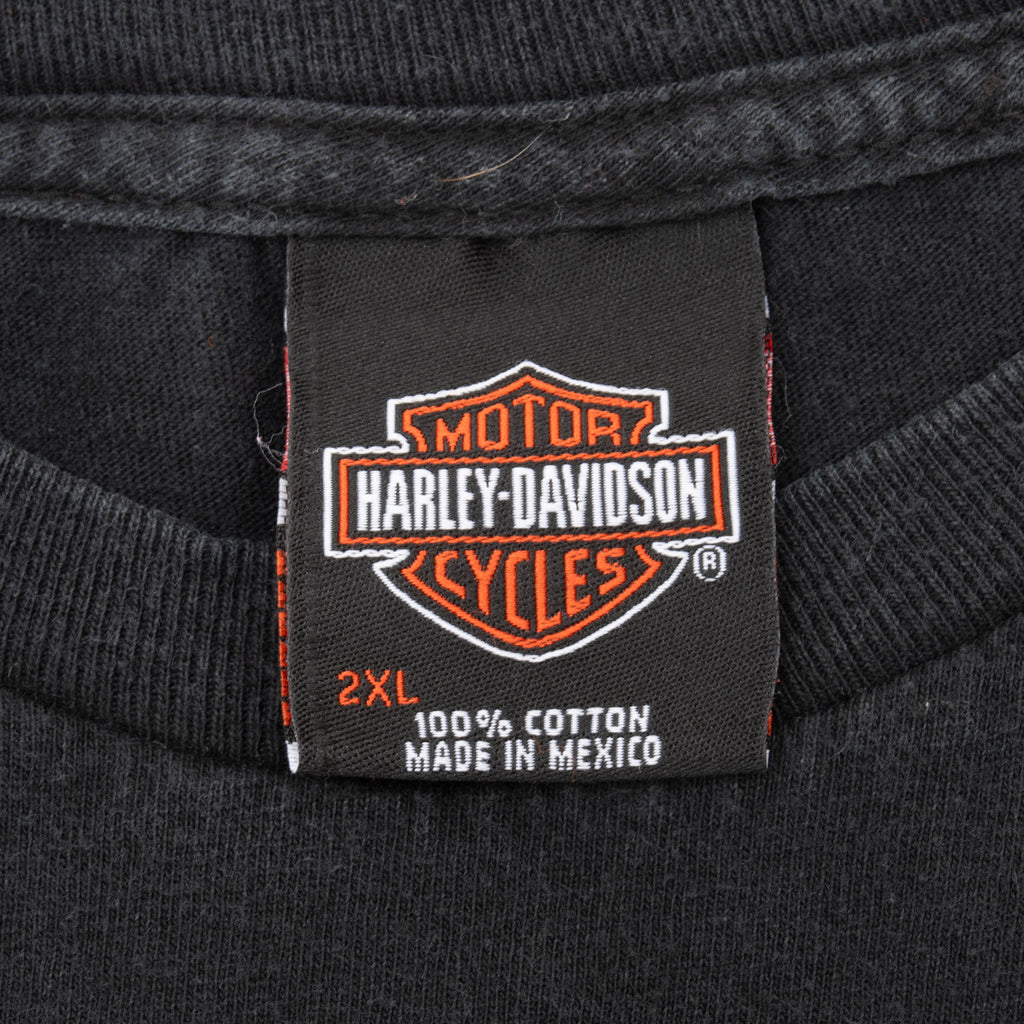 MOTOR
HARLEY-DAVIDSON
CYCLES
®
2XL
100% COTTON
MADE IN MEXICO